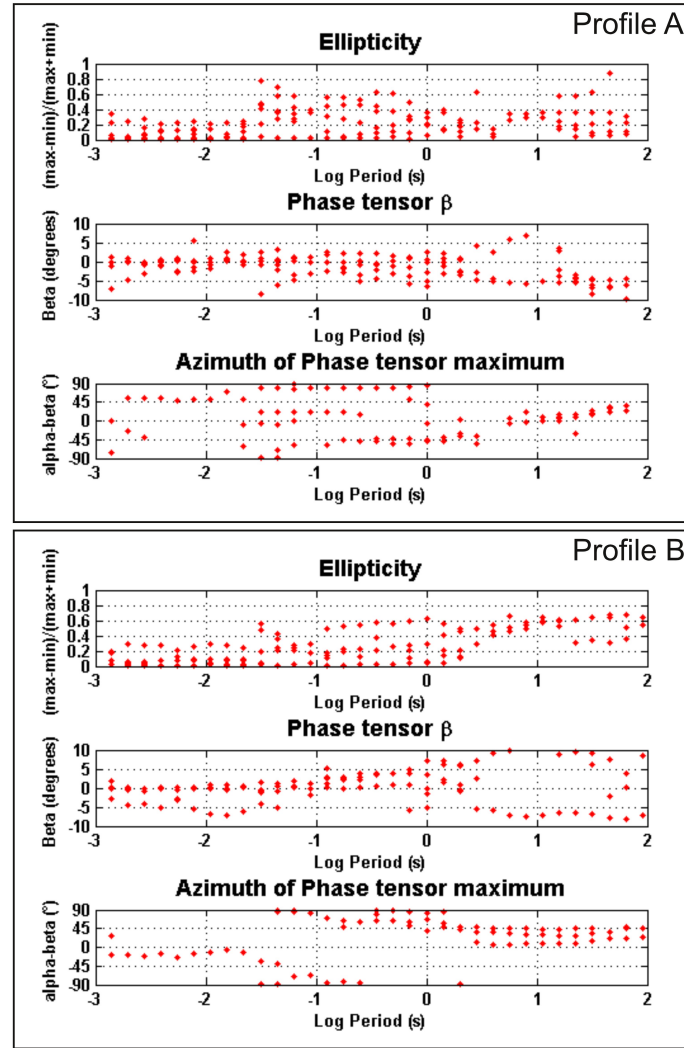 Profile A
Ellipticity
(max-min)/(max+min)
1
0.8
0.6
0.4
0.2
0
-3 -2 -1 0 1 2
Log Period (s)
Phase tensor β
Beta (degrees)
10
5
0
-5
-10
-3 -2 -1 0 1 2
Log Period (s)
Azimuth of Phase tensor maximum
alpha-beta (°)
90
45
0
-45
-90
-3 -2 -1 0 1 2
Log Period (s)
Profile B
Ellipticity
(max-min)/(max+min)
1
0.8
0.6
0.4
0.2
0
-3 -2 -1 0 1 2
Log Period (s)
Phase tensor β
Beta (degrees)
10
5
0
-5
-10
-3 -2 -1 0 1 2
Log Period (s)
Azimuth of Phase tensor maximum
alpha-beta (°)
90
45
0
-45
-90
-3 -2 -1 0 1 2
Log Period (s)